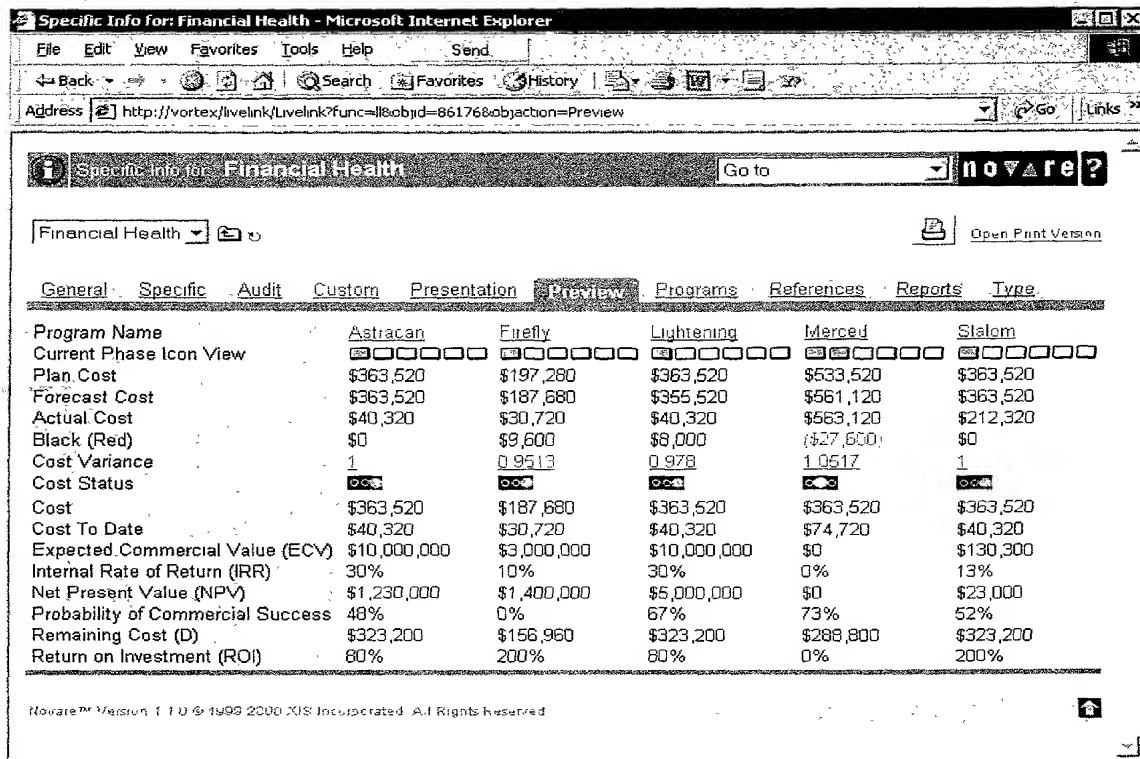 Specific Info for: Financial Health - Microsoft Internet Explorer
File Edit View Favorites Tools Help Send
Back Search Favorites History
Address http://vortex/livelink/Livelink?func=ll&objid=86176&objaction=Preview Go Links »
Specific Info for: Financial Health Go to novare ?
Financial Health Open Print Version
General Specific Audit Custom Presentation Preview Programs References Reports Type
Program Name Astracan Firefly Lightening Merced Slalom
Current Phase Icon View
Plan Cost $363,520 $197,280 $363,520 $533,520 $363,520
Forecast Cost $363,520 $187,680 $355,520 $561,120 $363,520
Actual Cost $40,320 $30,720 $40,320 $563,120 $212,320
Black (Red) $0 $9,600 $8,000 ($27,600) $0
Cost Variance 1 0.9513 0.978 1.0517 1
Cost Status
Cost $363,520 $187,680 $363,520 $363,520 $363,520
Cost To Date $40,320 $30,720 $40,320 $74,720 $40,320
Expected Commercial Value (ECV) $10,000,000 $3,000,000 $10,000,000 $0 $130,300
Internal Rate of Return (IRR) 30% 10% 30% 0% 13%
Net Present Value (NPV) $1,230,000 $1,400,000 $5,000,000 $0 $23,000
Probability of Commercial Success 48% 0% 67% 73% 52%
Remaining Cost (D) $323,200 $156,960 $323,200 $288,800 $323,200
Return on Investment (ROI) 80% 200% 80% 0% 200%
Novare™ Version 1.1.0 © 1999-2000 XIS Incorporated. All Rights Reserved